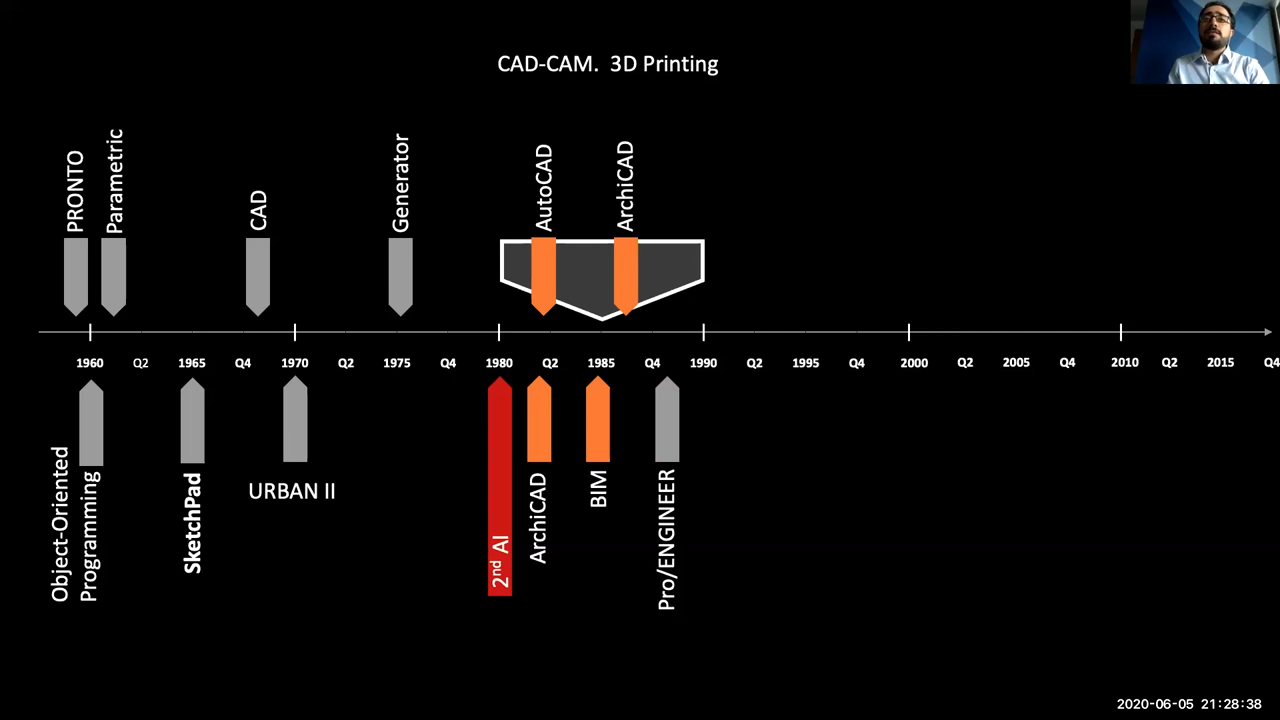 CAD-CAM.  3D Printing
PRONTO
Parametric
CAD
Generator
AutoCAD
ArchiCAD
1960 Q2 1965 Q4 1970 Q2 1975 Q4 1980 Q2 1985 Q4 1990 Q2 1995 Q4 2000 Q2 2005 Q4 2010 Q2 2015 Q4
Object-Oriented
Programming
SketchPad
URBAN II
2nd AI
ArchiCAD
BIM
Pro/ENGINEER
2020-06-05 21:28:38